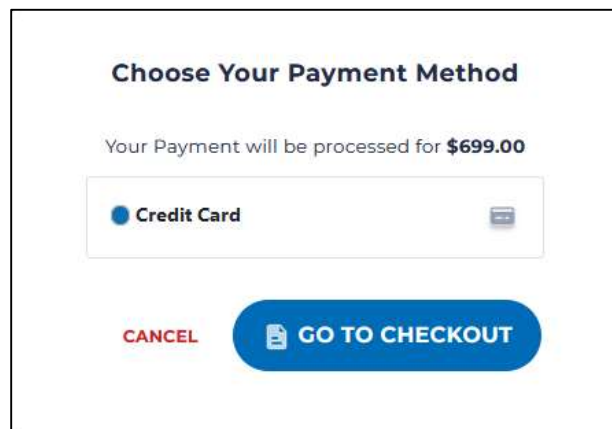 Choose Your Payment Method
Your Payment will be processed for $699.00
Credit Card
CANCEL
GO TO CHECKOUT